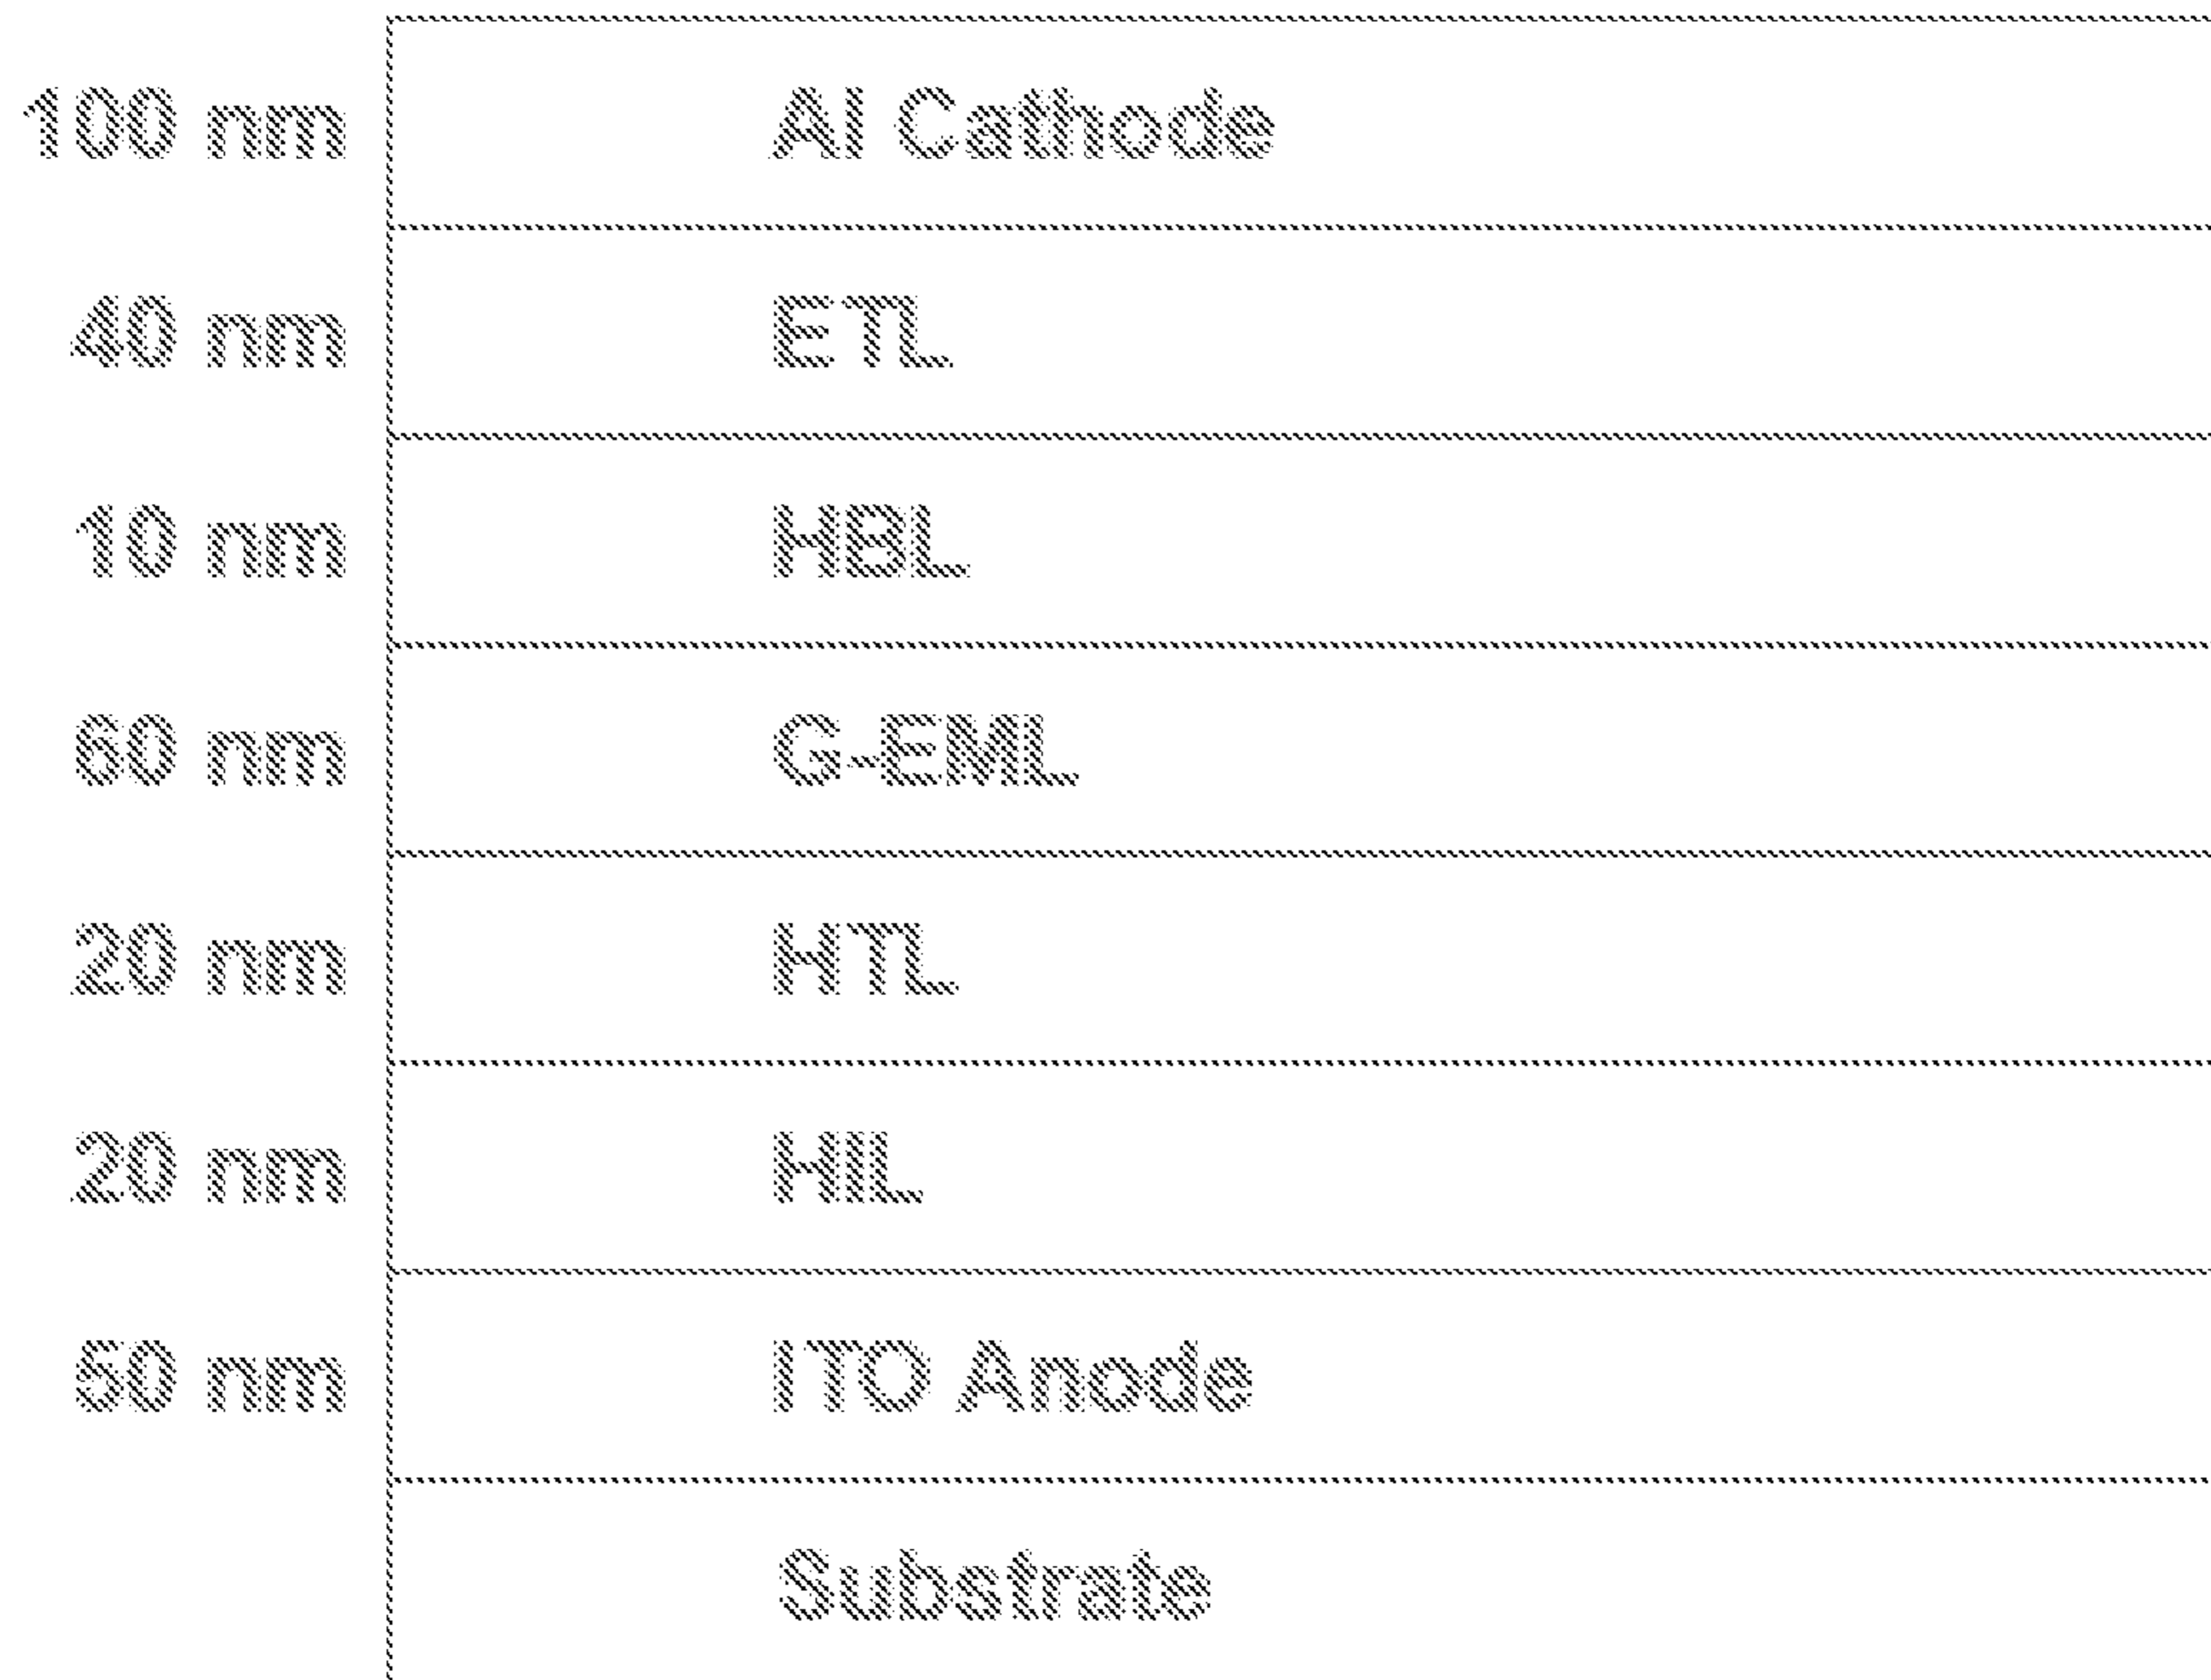 100 nm Al Cathode
40 nm ETL
10 nm HBL
60 nm G-EML
20 nm HTL
20 nm HIL
50 nm ITO Anode
Substrate